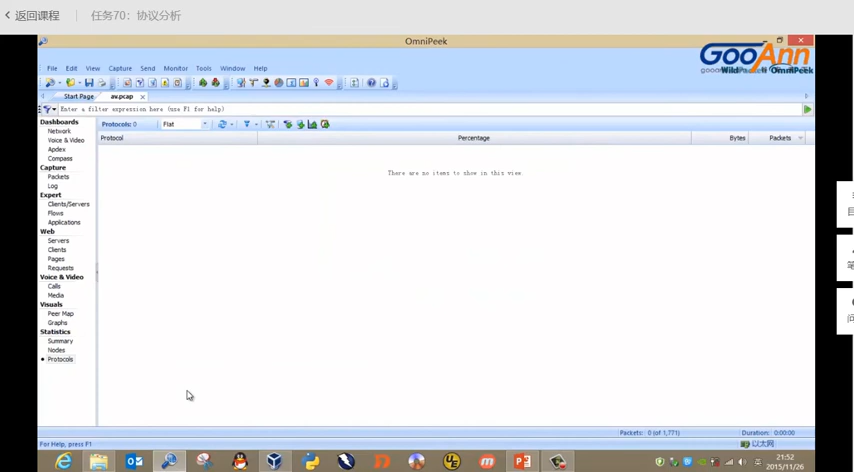 返回课程
任务70：协议分析
OmniPeek
GooAnn
WildPackets OmniPeek
File Edit View Capture Send Monitor Tools Window Help
Start Page av.pcap
Enter a filter expression here (use F1 for help)
Dashboards
Network
Voice & Video
Apdex
Compass
Capture
Packets
Log
Expert
Clients/Servers
Flows
Applications
Web
Servers
Clients
Pages
Requests
Voice & Video
Calls
Media
Visuals
Peer Map
Graphs
Statistics
Summary
Nodes
Protocols
Protocols: 0 Flat
Protocol Percentage Bytes Packets
There are no items to show in this view.
Packets: 0 (of 1,771) Duration: 0:00:00
For Help, press F1 以太网
21:52
2015/11/26